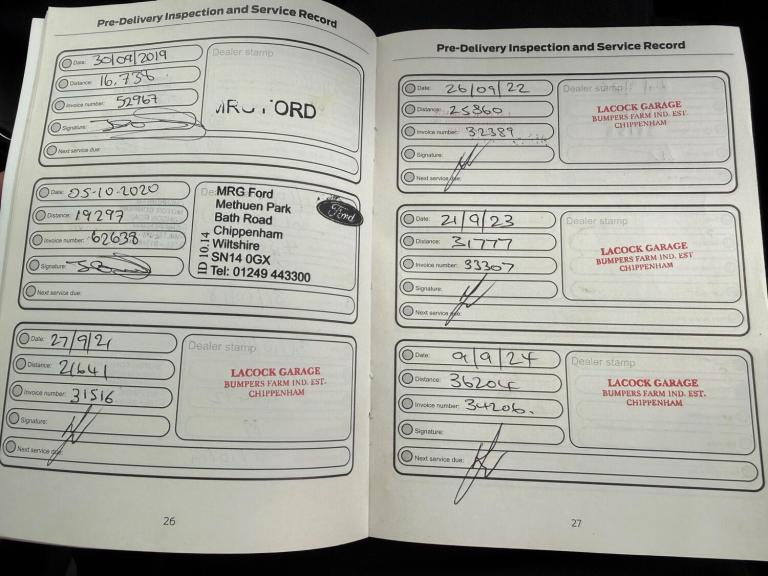 Pre-Delivery Inspection and Service Record
Date: 30/09/2019
Distance: 16,738
Invoice number: 52967
Signature:
Next service due:
Dealer stamp
FORD
Date: 05-10-2020
Distance: 19297
Invoice number: 62638
Signature:
Next service due:
MRG Ford
Methuen Park
Bath Road
Chippenham
Wiltshire
SN14 0GX
Tel: 01249 443300
ID 10.14
Ford
Date: 27/9/21
Distance: 21641
Invoice number: 31516
Signature:
Next service due:
Dealer stamp
LACOCK GARAGE
BUMPERS FARM IND. EST.
CHIPPENHAM
26
Pre-Delivery Inspection and Service Record
Date: 26/09/22
Distance: 25860
Invoice number: 32389
Signature:
Next service due:
Dealer stamp
LACOCK GARAGE
BUMPERS FARM IND. EST.
CHIPPENHAM
Date: 21/9/23
Distance: 31777
Invoice number: 33307
Signature:
Next service due:
Dealer stamp
LACOCK GARAGE
BUMPERS FARM IND. EST.
CHIPPENHAM
Date: 9/9/24
Distance: 36204
Invoice number: 34206.
Signature:
Next service due:
Dealer stamp
LACOCK GARAGE
BUMPERS FARM IND. EST.
CHIPPENHAM
27